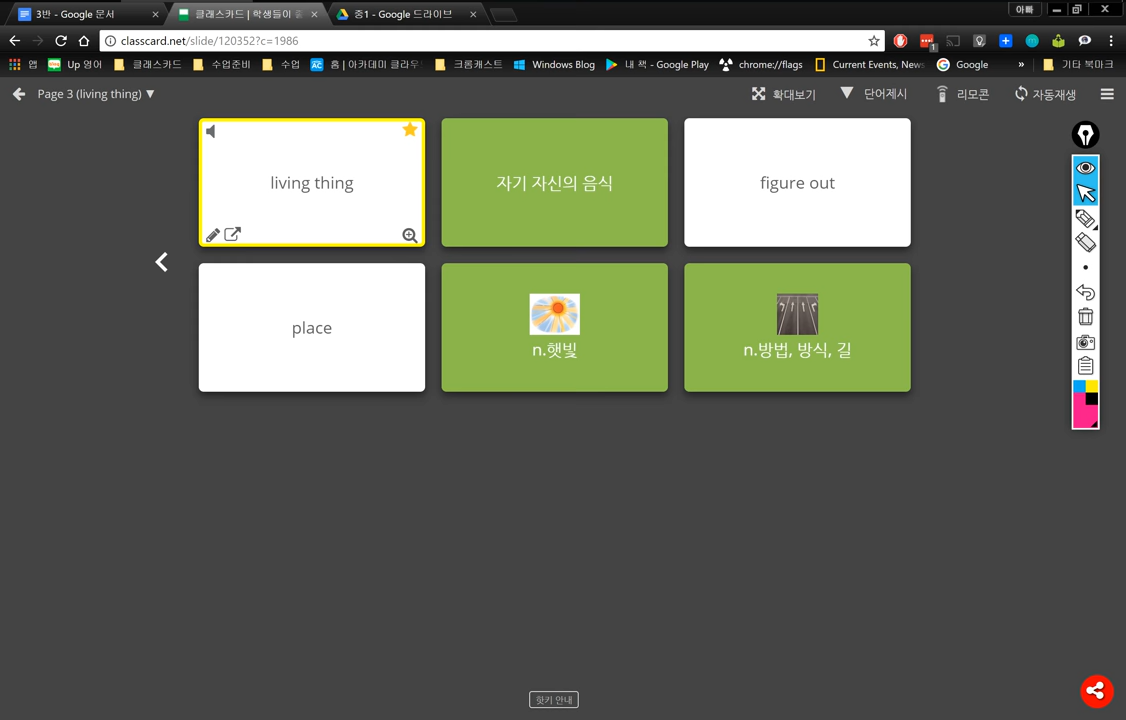 3반 - Google 문서
클래스카드 | 학생들이 줄
중1 - Google 드라이브
아빠
classcard.net/slide/120352?c=1986
1
앱
Up 영어
클래스카드
수업준비
수업
홈 | 아카데미 클라우
크롬캐스트
Windows Blog
내 책 - Google Play
chrome://flags
Current Events, News
Google
»
기타 북마크
Page 3 (living thing) ▼
확대보기
단어제시
리모콘
자동재생
living thing
자기 자신의 음식
figure out
place
n.햇빛
n.방법, 방식, 길
핫키 안내